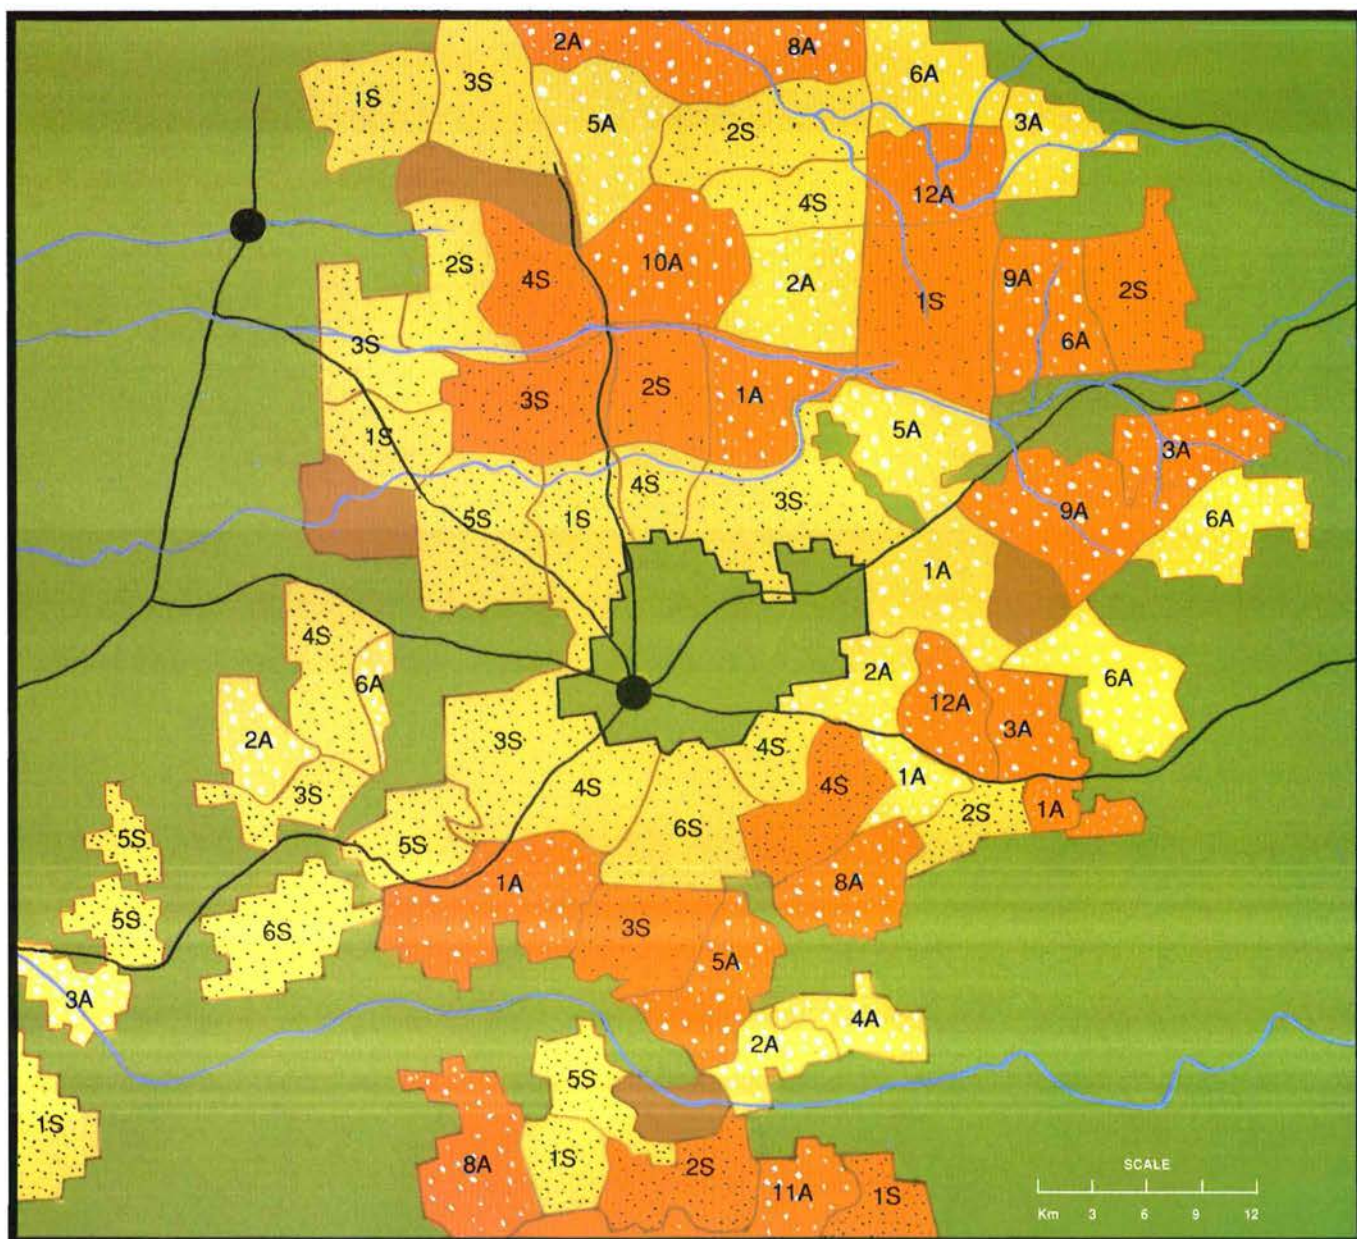 2A 8A
6A
1S 3S
5A 2S 3A
4S 12A
2S 4S 10A 2A 1S 9A 2S
3S 6A
3S 2S 1A
1S 5A
3A
5S 1S 4S 3S 9A 6A
1A
4S
6A 2A 6A
12A 3A
2A 3S 4S
3S 4S 4S 1A
5S 5S 6S 2S 1A
1A 8A
5S 6S 3S
5A
3A 4A
2A
5S
1S
8A 1S 2S 11A 1S
SCALE
Km 3 6 9 12